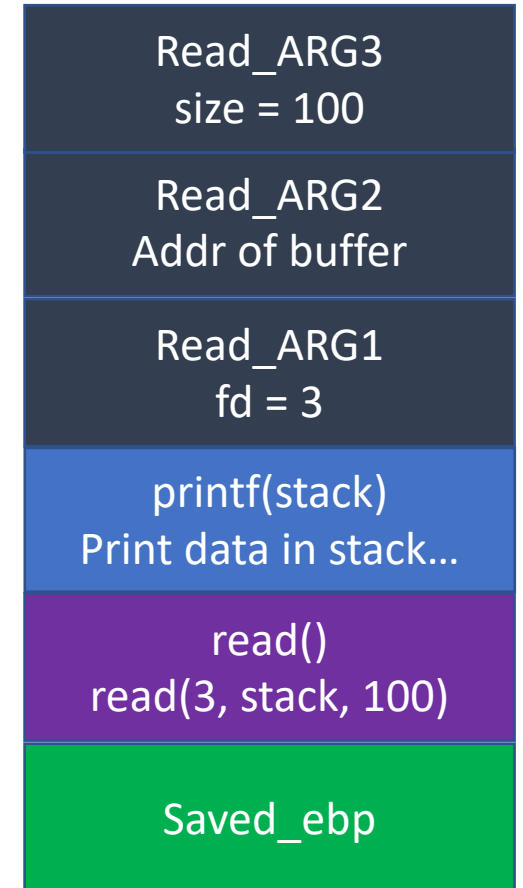 Read_ARG3
size = 100
Read_ARG2
Addr of buffer
Read_ARG1
fd = 3
printf(stack)
Print data in stack…
read()
read(3, stack, 100)
Saved_ebp